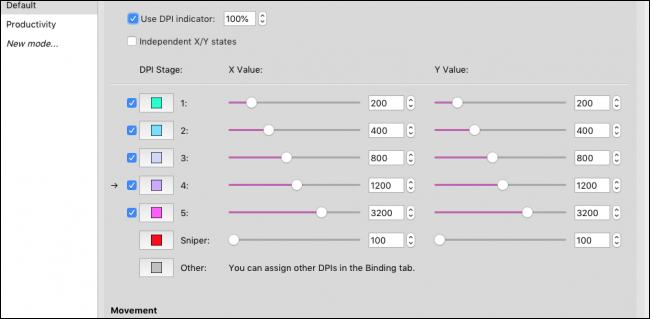 Default
Productivity
New mode...
Use DPI indicator: 100%
Independent X/Y states
DPI Stage: X Value: Y Value:
1: 200 200
2: 400 400
3: 800 800
→ 4: 1200 1200
5: 3200 3200
Sniper: 100 100
Other: You can assign other DPIs in the Binding tab.
Movement